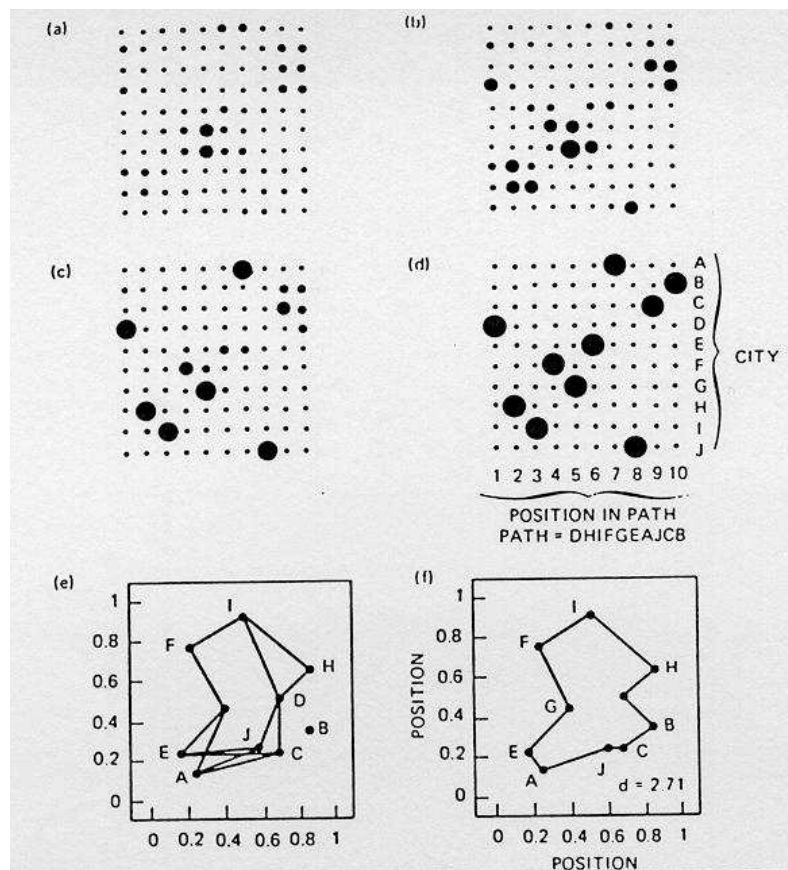 (a)
(b)
(c)
(d)
A
B
C
D
E
F
G
H
I
J
CITY
1 2 3 4 5 6 7 8 9 10
POSITION IN PATH
PATH = DHIFGEAJCB
(e)
1
0.8
0.6
0.4
0.2
0
I
F
H
D
J
B
E
C
A
0 0.2 0.4 0.6 0.8 1
(f)
POSITION
1
0.8
0.6
0.4
0.2
0
I
F
H
G
B
E
C
J
A
d = 2.71
0 0.2 0.4 0.6 0.8 1
POSITION